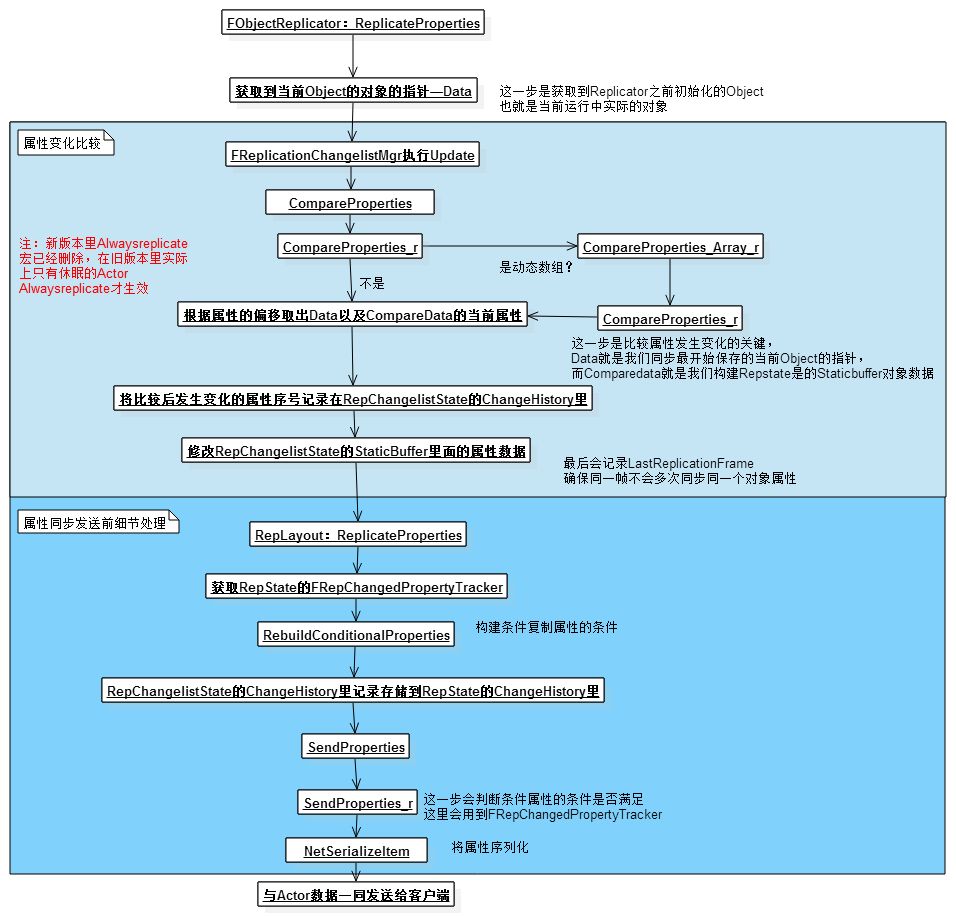 FObjectReplicator：ReplicateProperties
获取到当前Object的对象的指针—Data
这一步是获取到Replicator之前初始化的Object
也就是当前运行中实际的对象
属性变化比较
FReplicationChangelistMgr执行Update
CompareProperties
注：新版本里Alwaysreplicate
宏已经删除，在旧版本里实际
上只有休眠的Actor
Alwaysreplicate才生效
CompareProperties_r
CompareProperties_Array_r
是动态数组？
不是
根据属性的偏移取出Data以及CompareData的当前属性
CompareProperties_r
这一步是比较属性发生变化的关键，
Data就是我们同步最开始保存的当前Object的指针，
而Comparedata就是我们构建Repstate是的Staticbuffer对象数据
将比较后发生变化的属性序号记录在RepChangelistState的ChangeHistory里
修改RepChangelistState的StaticBuffer里面的属性数据
最后会记录LastReplicationFrame
确保同一帧不会多次同步同一个对象属性
属性同步发送前细节处理
RepLayout：ReplicateProperties
获取RepState的FRepChangedPropertyTracker
RebuildConditionalProperties
构建条件复制属性的条件
RepChangelistState的ChangeHistory里记录存储到RepState的ChangeHistory里
SendProperties
SendProperties_r
这一步会判断条件属性的条件是否满足
这里会用到FRepChangedPropertyTracker
NetSerializeItem
将属性序列化
与Actor数据一同发送给客户端